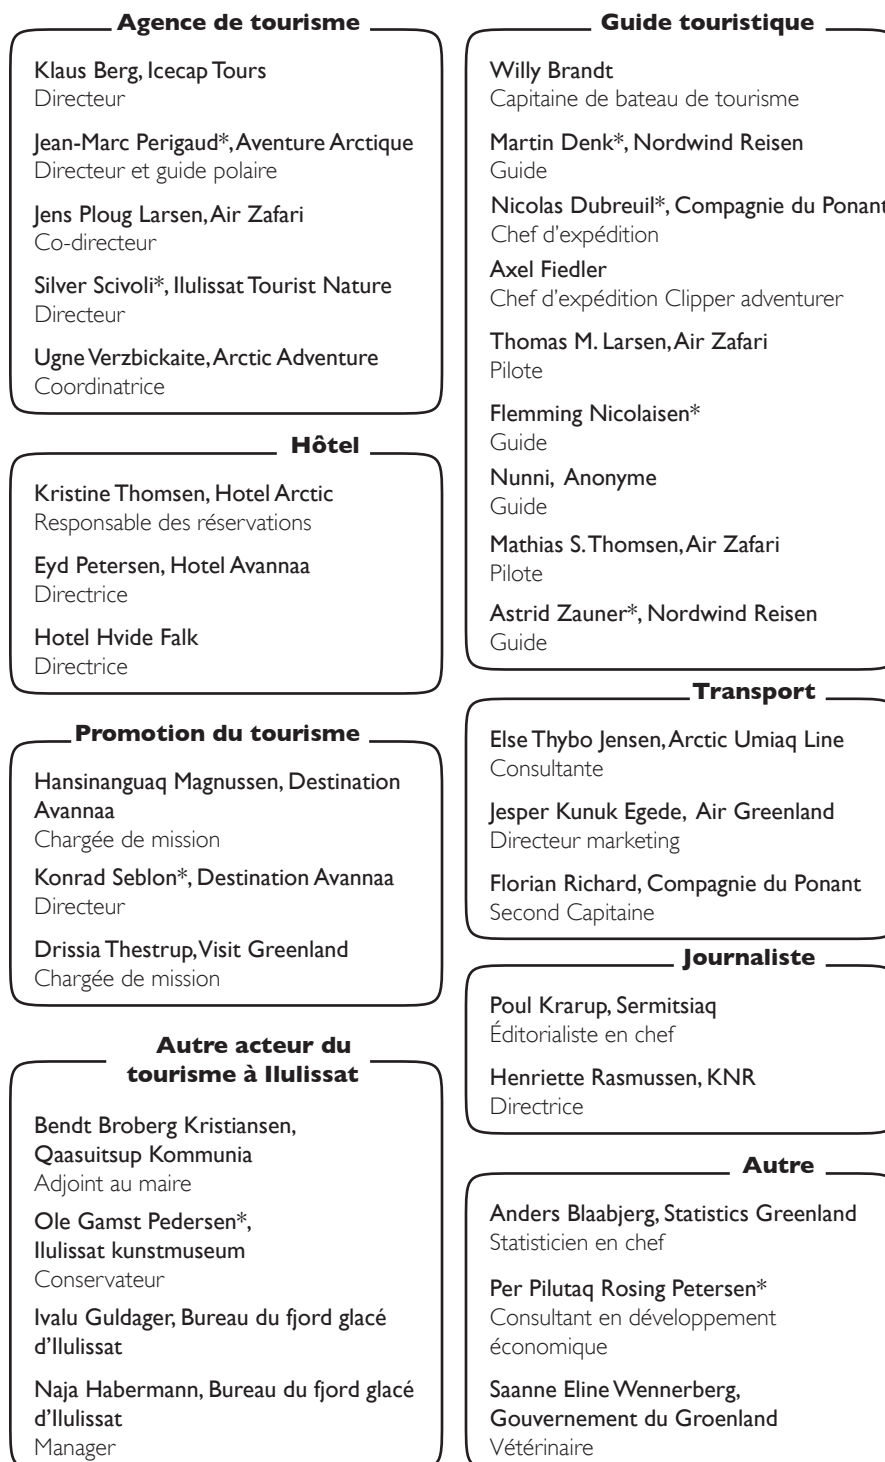 Agence de tourisme
Klaus Berg, Icecap Tours
Directeur
Jean-Marc Perigaud*, Aventure Arctique
Directeur et guide polaire
Jens Ploug Larsen, Air Zafari
Co-directeur
Silver Scivoli*, Ilulissat Tourist Nature
Directeur
Ugne Verzbickaite, Arctic Adventure
Coordinatrice
Hôtel
Kristine Thomsen, Hotel Arctic
Responsable des réservations
Eyd Petersen, Hotel Avannaa
Directrice
Hotel Hvide Falk
Directrice
Promotion du tourisme
Hansinanguaq Magnussen, Destination
Avannaa
Chargée de mission
Konrad Seblon*, Destination Avannaa
Directeur
Drissia Thestrup, Visit Greenland
Chargée de mission
Autre acteur du
tourisme à Ilulissat
Bendt Broberg Kristiansen,
Qaasuitsup Kommunia
Adjoint au maire
Ole Gamst Pedersen*,
Ilulissat kunstmuseum
Conservateur
Ivalu Guldager, Bureau du fjord glacé
d'Ilulissat
Naja Habermann, Bureau du fjord glacé
d'Ilulissat
Manager
Guide touristique
Willy Brandt
Capitaine de bateau de tourisme
Martin Denk*, Nordwind Reisen
Guide
Nicolas Dubreuil*, Compagnie du Ponant
Chef d'expédition
Axel Fiedler
Chef d'expédition Clipper adventurer
Thomas M. Larsen, Air Zafari
Pilote
Flemming Nicolaisen*
Guide
Nunni, Anonyme
Guide
Mathias S. Thomsen, Air Zafari
Pilote
Astrid Zauner*, Nordwind Reisen
Guide
Transport
Else Thybo Jensen, Arctic Umiaq Line
Consultante
Jesper Kunuk Egede, Air Greenland
Directeur marketing
Florian Richard, Compagnie du Ponant
Second Capitaine
Journaliste
Poul Krarup, Sermitsiaq
Éditorialiste en chef
Henriette Rasmussen, KNR
Directrice
Autre
Anders Blaabjerg, Statistics Greenland
Statisticien en chef
Per Pilutaq Rosing Petersen*
Consultant en développement
économique
Saanne Eline Wennerberg,
Gouvernement du Groenland
Vétérinaire